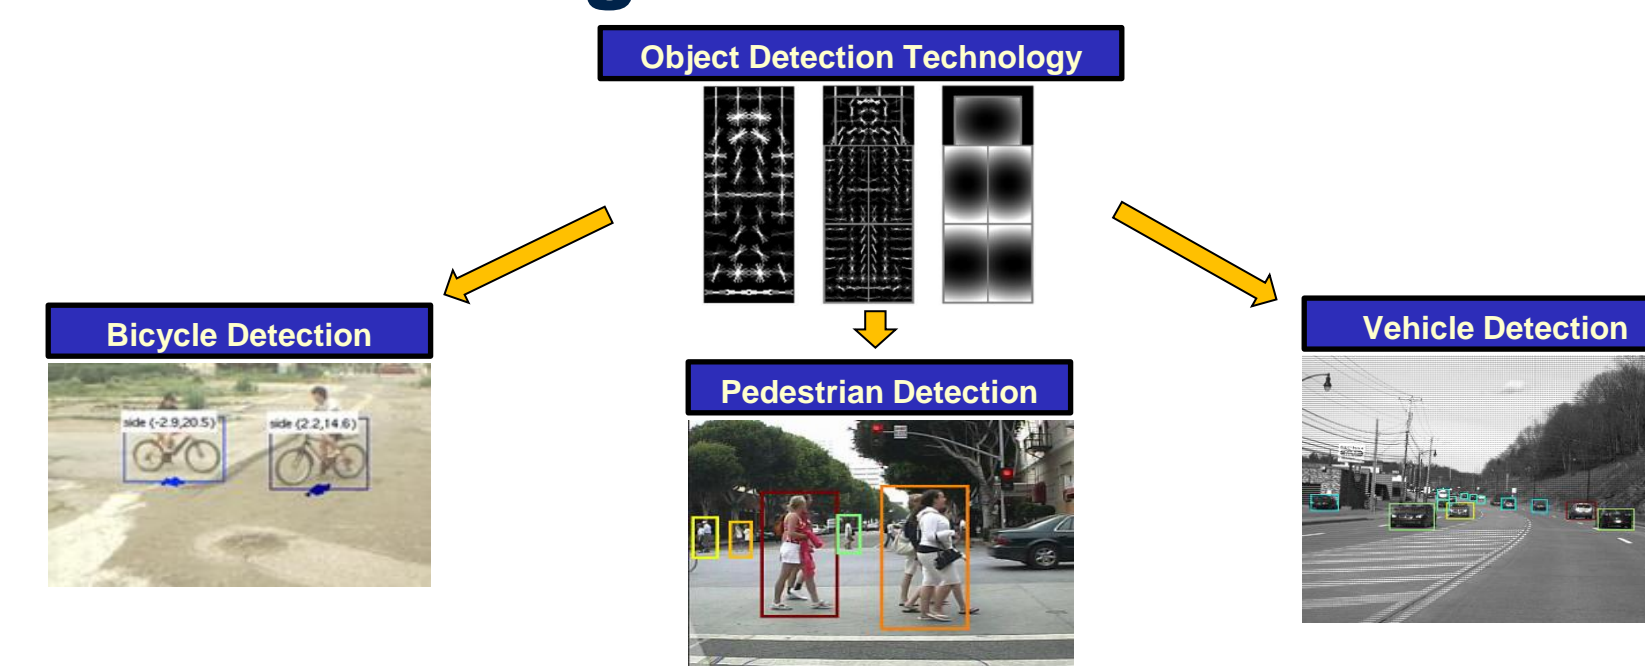 Object Detection Technology
Bicycle Detection
Vehicle Detection
Pedestrian Detection
side (-2.9,20.5)
side (2.2,14.6)